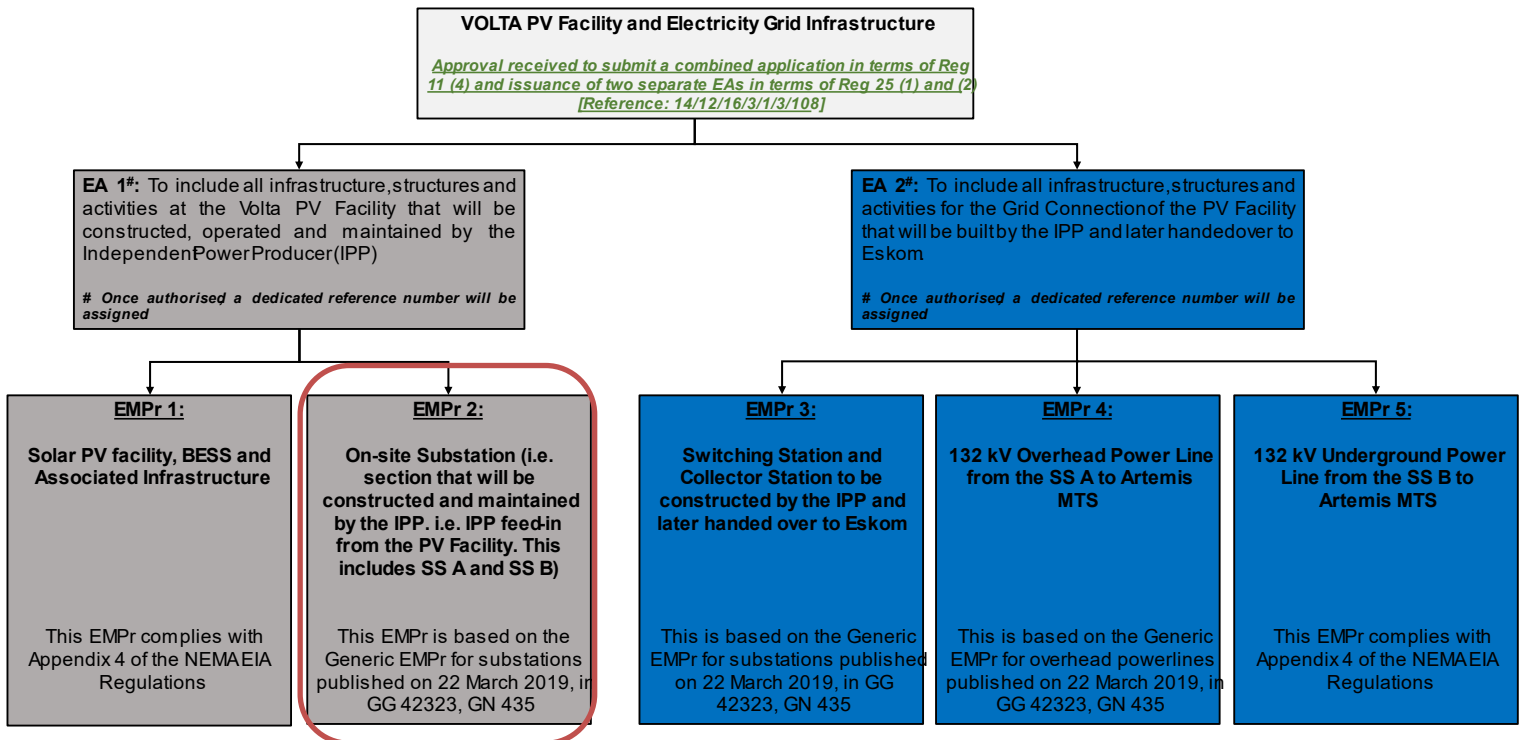 VOLTA PV Facility and Electricity Grid Infrastructure
Approval received to submit a combined application in terms of Reg
11 (4) and issuance of two separate EAs in terms of Reg 25 (1) and (2)
[Reference: 14/12/16/3/1/3/108]
EA 1#: To include all infrastructure, structures and
activities at the Volta PV Facility that will be
constructed, operated and maintained by the
Independent Power Producer (IPP)
# Once authorised, a dedicated reference number will be
assigned
EA 2#: To include all infrastructure, structures and
activities for the Grid Connection of the PV Facility
that will be built by the IPP and later handed over to
Eskom
# Once authorised, a dedicated reference number will be
assigned
EMPr 1:
Solar PV facility, BESS and
Associated Infrastructure
This EMPr complies with
Appendix 4 of the NEMA EIA
Regulations
EMPr 2:
On-site Substation (i.e.
section that will be
constructed and maintained
by the IPP. i.e. IPP feed-in
from the PV Facility. This
includes SS A and SS B)
This EMPr is based on the
Generic EMPr for substations
published on 22 March 2019, in
GG 42323, GN 435
EMPr 3:
Switching Station and
Collector Station to be
constructed by the IPP and
later handed over to Eskom
This is based on the Generic
EMPr for substations published
on 22 March 2019, in GG
42323, GN 435
EMPr 4:
132 kV Overhead Power Line
from the SS A to Artemis
MTS
This is based on the Generic
EMPr for overhead powerlines
published on 22 March 2019, in
GG 42323, GN 435
EMPr 5:
132 kV Underground Power
Line from the SS B to
Artemis MTS
This EMPr complies with
Appendix 4 of the NEMA EIA
Regulations